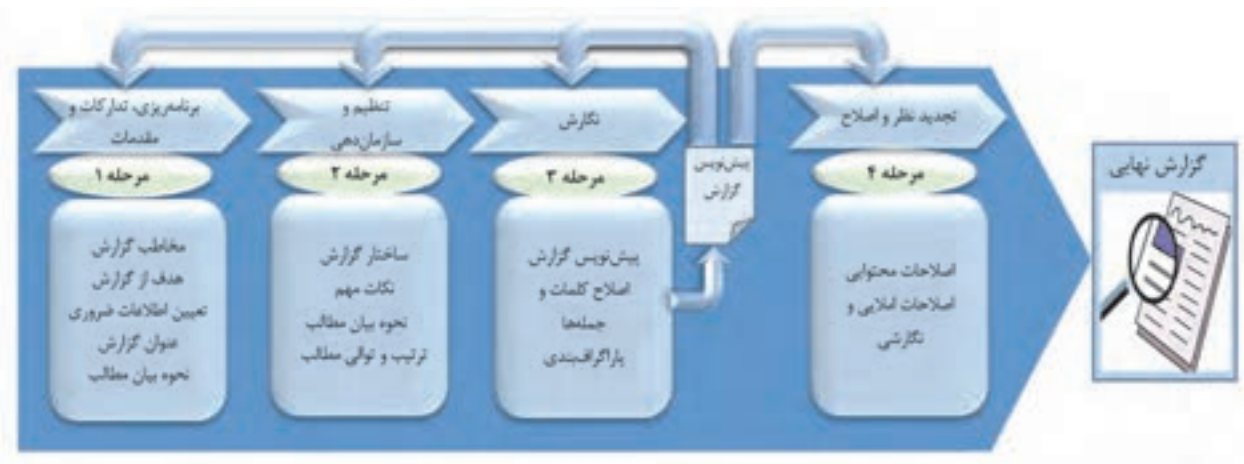 برنامه‌ریزی، تدارکات و
مقدمات
مرحله ۱
مخاطب گزارش
هدف از گزارش
تعیین اطلاعات ضروری
عنوان گزارش
نحوه بیان مطالب
تنظیم و
سازمان‌دهی
مرحله ۲
ساختار گزارش
نکات مهم
نحوه بیان مطالب
ترتیب و توالی مطالب
نگارش
مرحله ۳
پیش‌نویس گزارش
اصلاح کلمات و
جمله‌ها
پاراگراف‌بندی
پیش‌نویس
گزارش
تجدید نظر و اصلاح
مرحله ۴
اصلاحات محتوایی
اصلاحات املایی و
نگارشی
گزارش نهایی